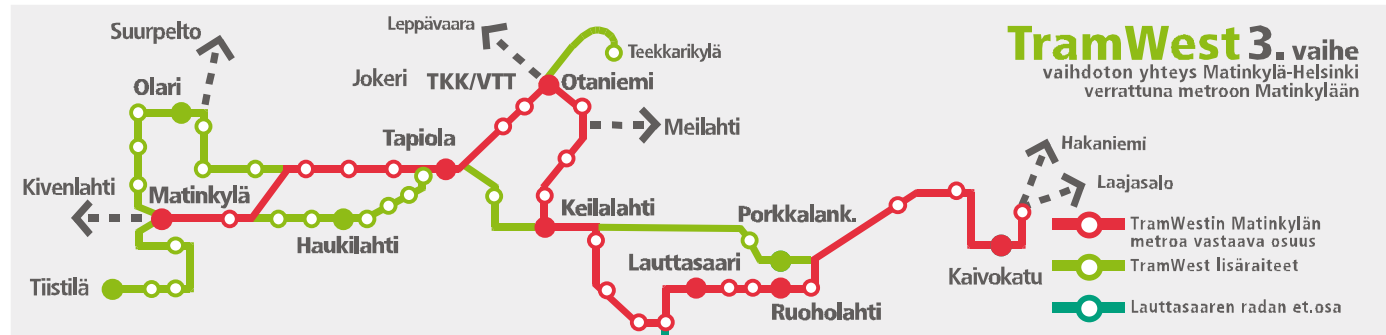 TramWest 3. vaihe
vaihdoton yhteys Matinkylä-Helsinki
verrattuna metroon Matinkylään
Leppävaara
Suurpelto
Teekkarikylä
Jokeri TKK/VTT Otaniemi
Olari
Meilahti
Tapiola
Hakaniemi
Laajasalo
Kivenlahti
Matinkylä
Keilalahti
Porkkalank.
Haukilahti
Lauttasaari
Kaivokatu
Tiistilä
Ruoholahti
TramWestin Matinkylän
metroa vastaava osuus
TramWest lisäraiteet
Lauttasaaren radan et.osa